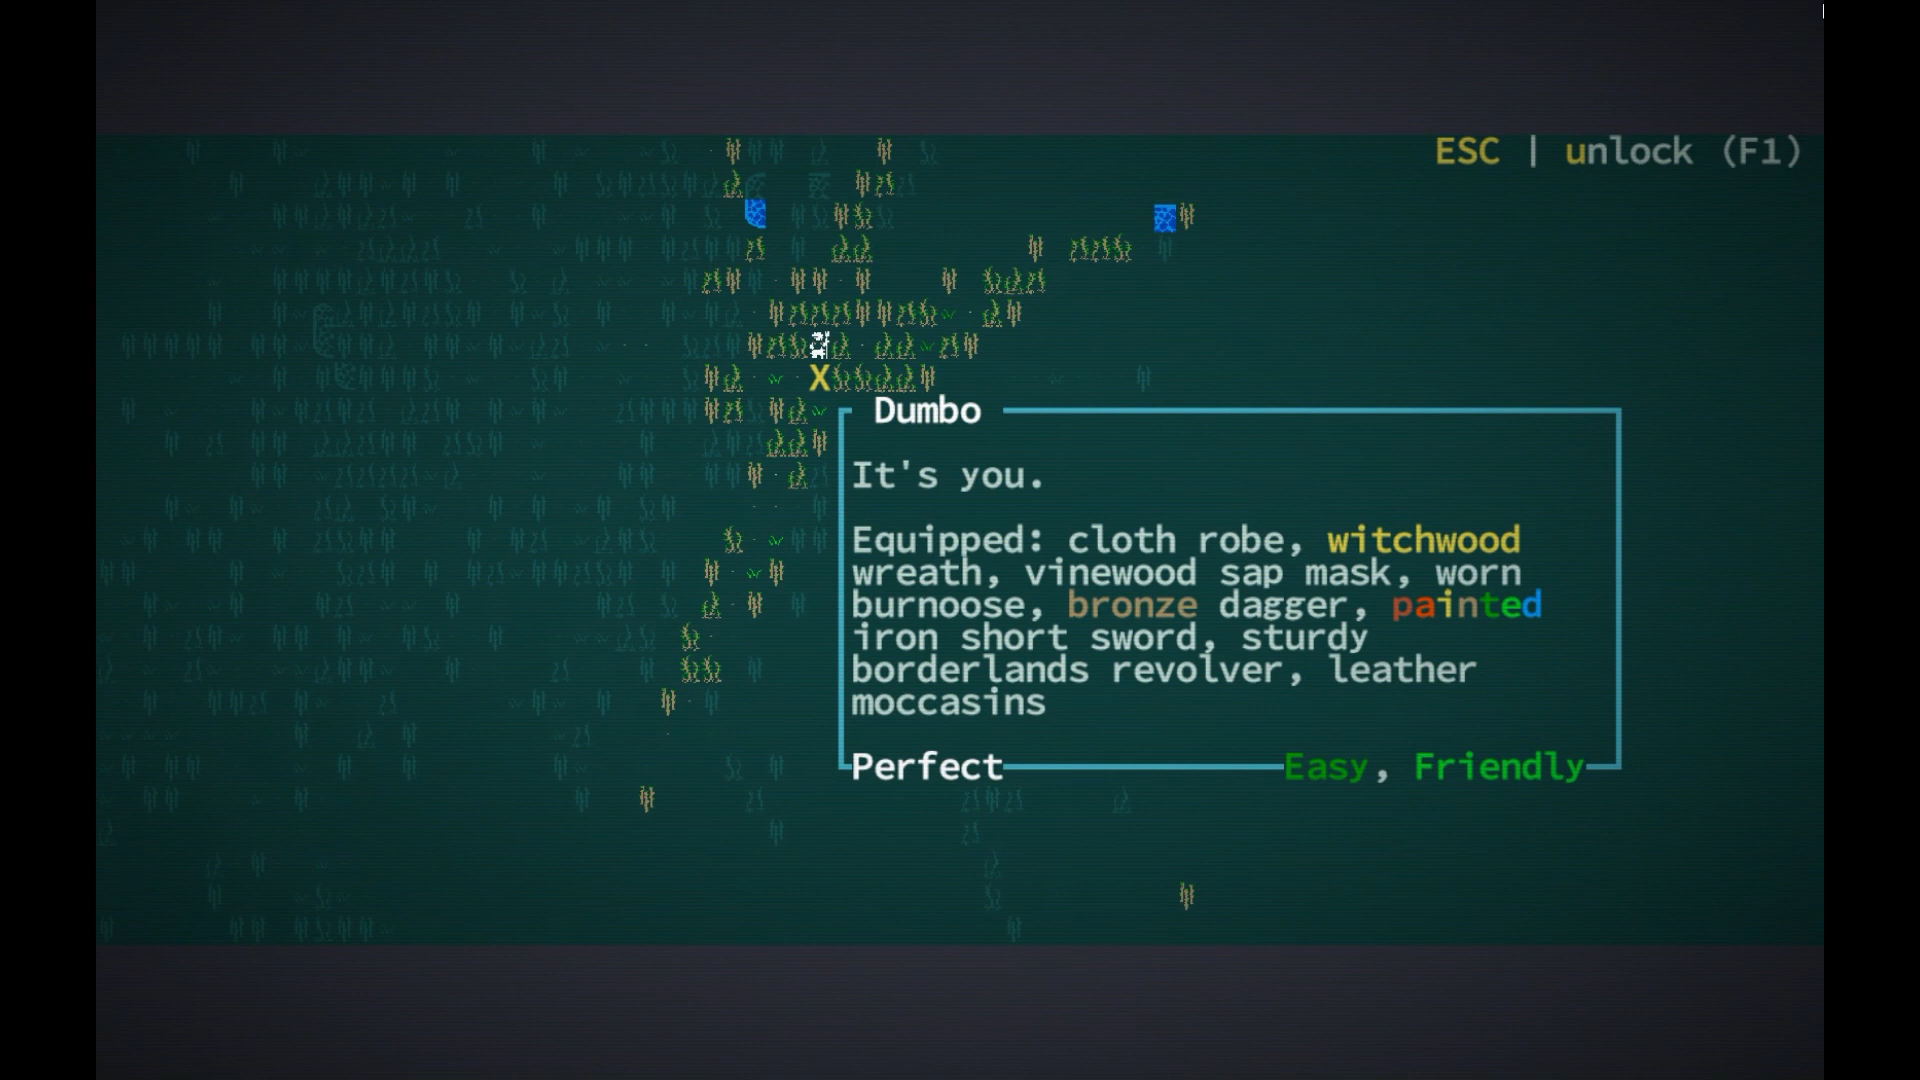 ESC | unlock (F1)
X
Dumbo
It's you.
Equipped: cloth robe, witchwood
wreath, vinewood sap mask, worn
burnoose, bronze dagger, painted
iron short sword, sturdy
borderlands revolver, leather
moccasins
Perfect Easy, Friendly